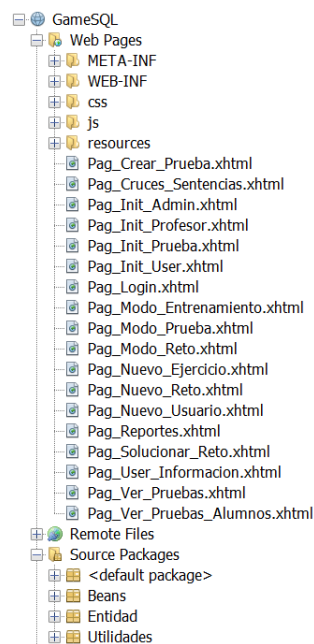 GameSQL
Web Pages
META-INF
WEB-INF
css
js
resources
Pag_Crear_Prueba.xhtml
Pag_Cruces_Sentencias.xhtml
Pag_Init_Admin.xhtml
Pag_Init_Profesor.xhtml
Pag_Init_Prueba.xhtml
Pag_Init_User.xhtml
Pag_Login.xhtml
Pag_Modo_Entrenamiento.xhtml
Pag_Modo_Prueba.xhtml
Pag_Modo_Reto.xhtml
Pag_Nuevo_Ejercicio.xhtml
Pag_Nuevo_Reto.xhtml
Pag_Nuevo_Usuario.xhtml
Pag_Reportes.xhtml
Pag_Solucionar_Reto.xhtml
Pag_User_Informacion.xhtml
Pag_Ver_Pruebas.xhtml
Pag_Ver_Pruebas_Alumnos.xhtml
Remote Files
Source Packages
<default package>
Beans
Entidad
Utilidades